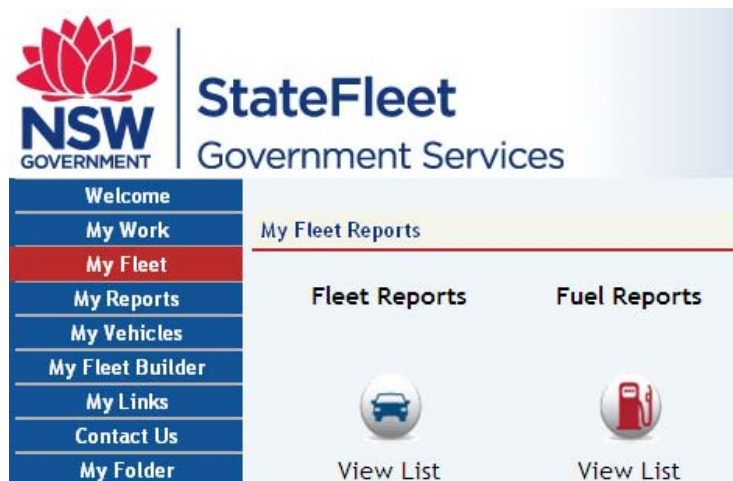 NSW
GOVERNMENT
StateFleet
Government Services
Welcome
My Work
My Fleet
My Reports
My Vehicles
My Fleet Builder
My Links
Contact Us
My Folder
My Fleet Reports
Fleet Reports
Fuel Reports
View List
View List